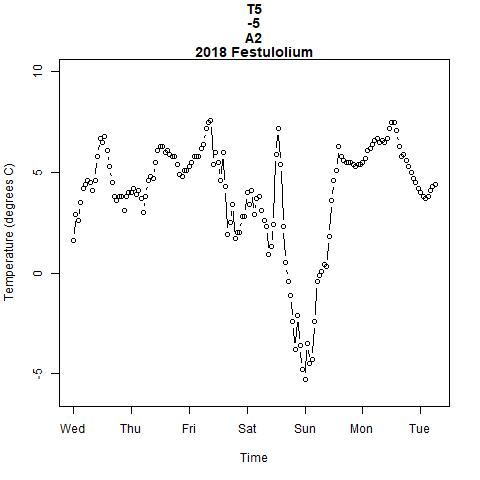 T5
-5
A2
2018 Festulolium
Temperature (degrees C)
10
5
0
-5
Wed Thu Fri Sat Sun Mon Tue
Time